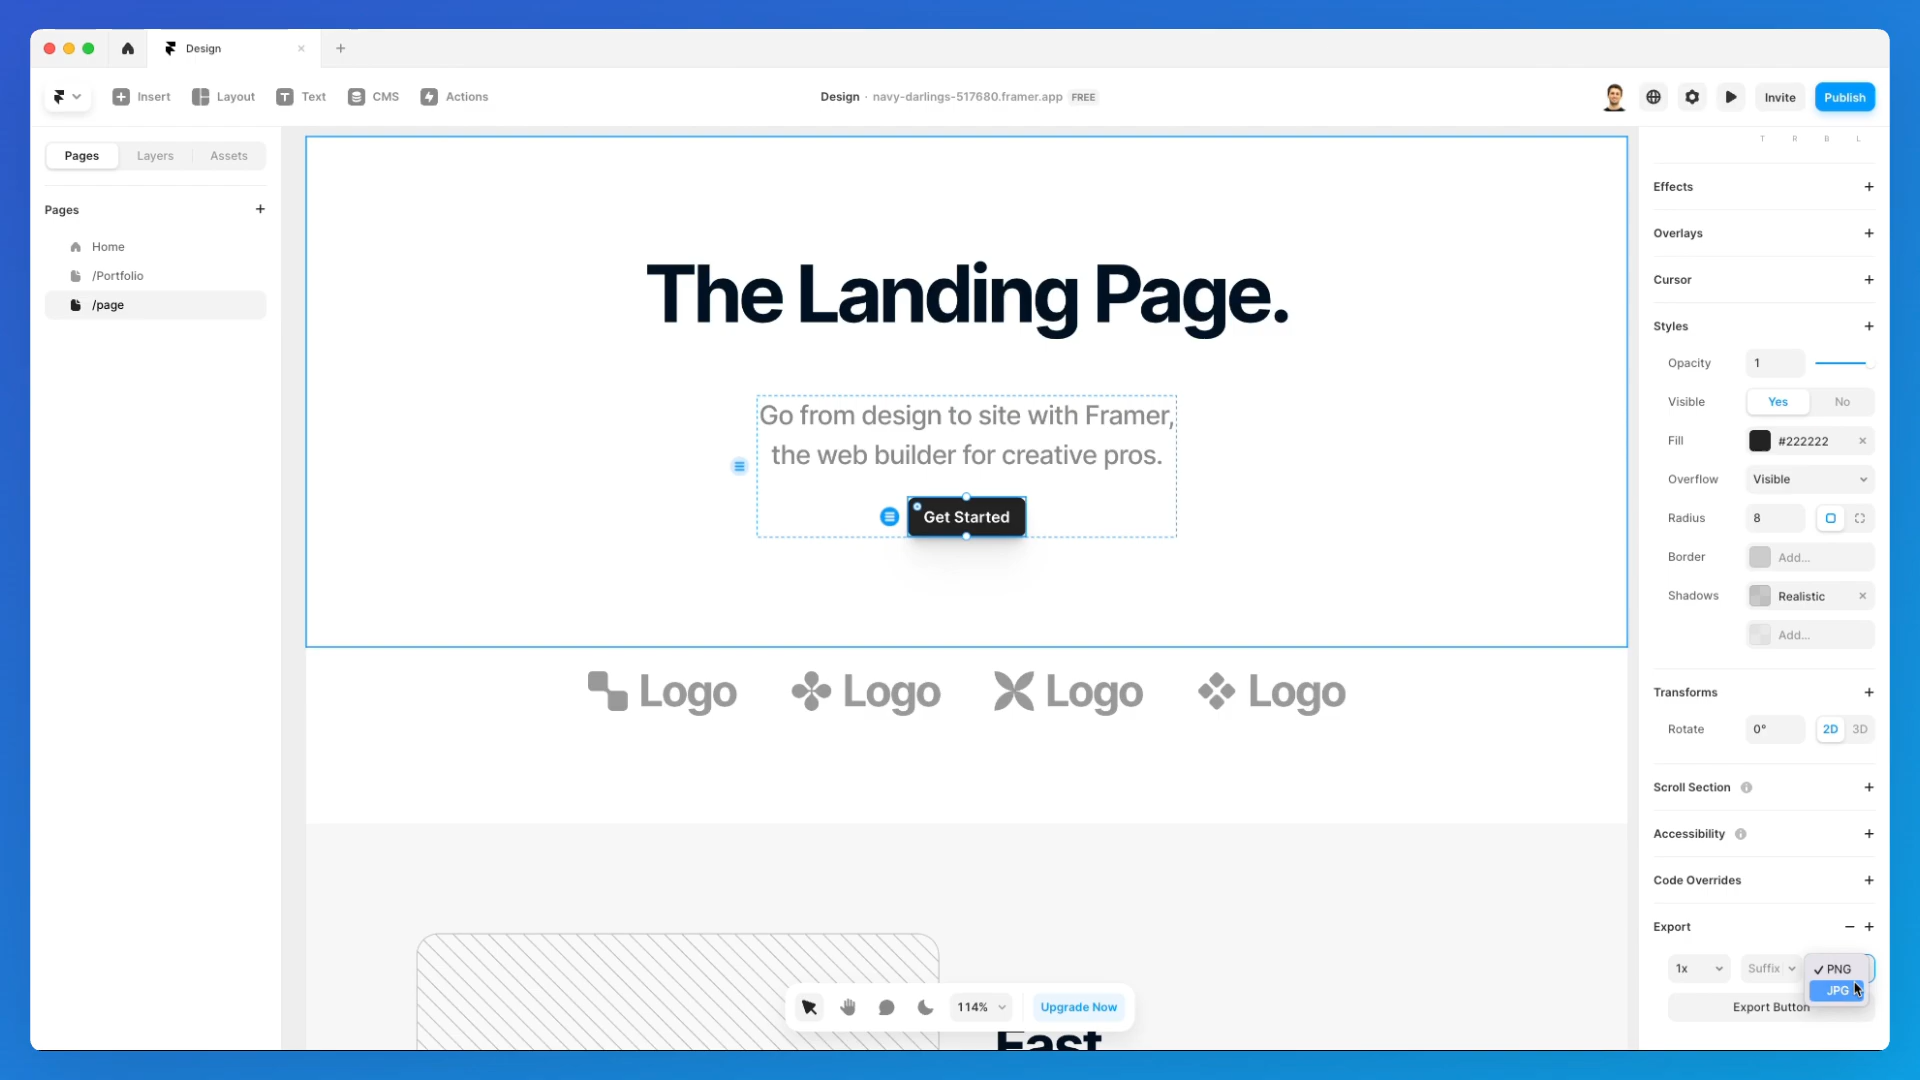 Design
Insert
Layout
Text
CMS
Actions
Design · navy-darlings-517680.framer.app FREE
Invite
Publish
Pages
Layers
Assets
Pages
Home
/Portfolio
/page
The Landing Page.
Go from design to site with Framer,
the web builder for creative pros.
Get Started
Logo
Logo
Logo
Logo
Fast
114%
Upgrade Now
T R B L
Effects
Overlays
Cursor
Styles
Opacity 1
Visible Yes No
Fill #222222
Overflow Visible
Radius 8
Border Add...
Shadows Realistic
Add...
Transforms
Rotate 0° 2D 3D
Scroll Section
Accessibility
Code Overrides
Export
1x Suffix PNG
JPG
Export Button